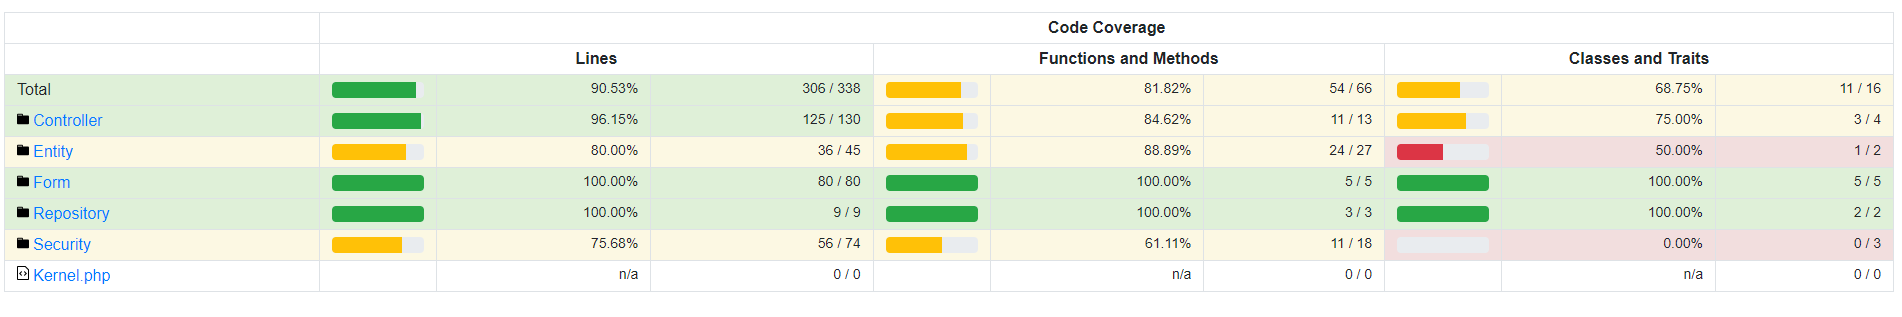 Code Coverage
Lines Functions and Methods Classes and Traits
Total 90.53% 306 / 338 81.82% 54 / 66 68.75% 11 / 16
Controller 96.15% 125 / 130 84.62% 11 / 13 75.00% 3 / 4
Entity 80.00% 36 / 45 88.89% 24 / 27 50.00% 1 / 2
Form 100.00% 80 / 80 100.00% 5 / 5 100.00% 5 / 5
Repository 100.00% 9 / 9 100.00% 3 / 3 100.00% 2 / 2
Security 75.68% 56 / 74 61.11% 11 / 18 0.00% 0 / 3
Kernel.php n/a 0 / 0 n/a 0 / 0 n/a 0 / 0